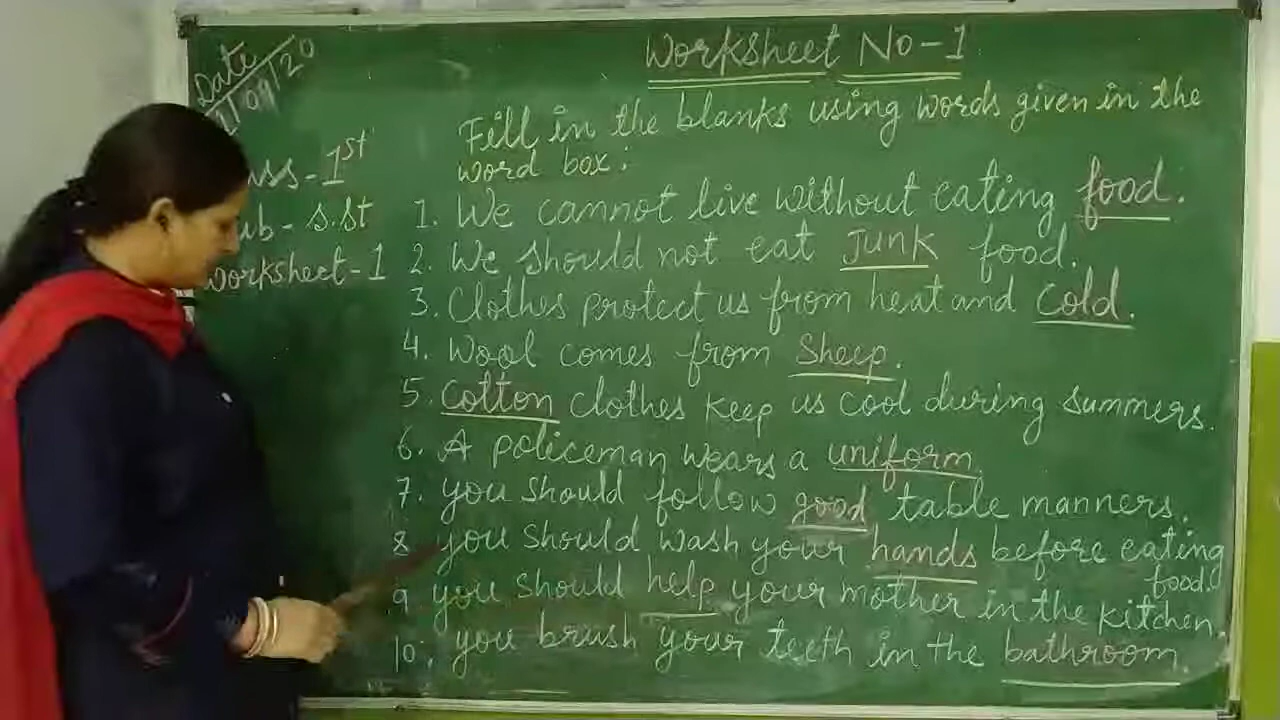 Date
/09/20
Worksheet No-1
Fill in the blanks using words given in the
word box:
ass-1st
ub- s.st
worksheet-1
1. We cannot live without eating food.
2. We should not eat Junk food.
3. Clothes protect us from heat and cold.
4. Wool comes from Sheep.
5. Cotton clothes keep us cool during summers.
6. A policeman wears a uniform.
7. you should follow good table manners.
8 you should wash your hands before eating
food.
9 you should help your mother in the kitchen.
10. you brush your teeth in the bathroom.